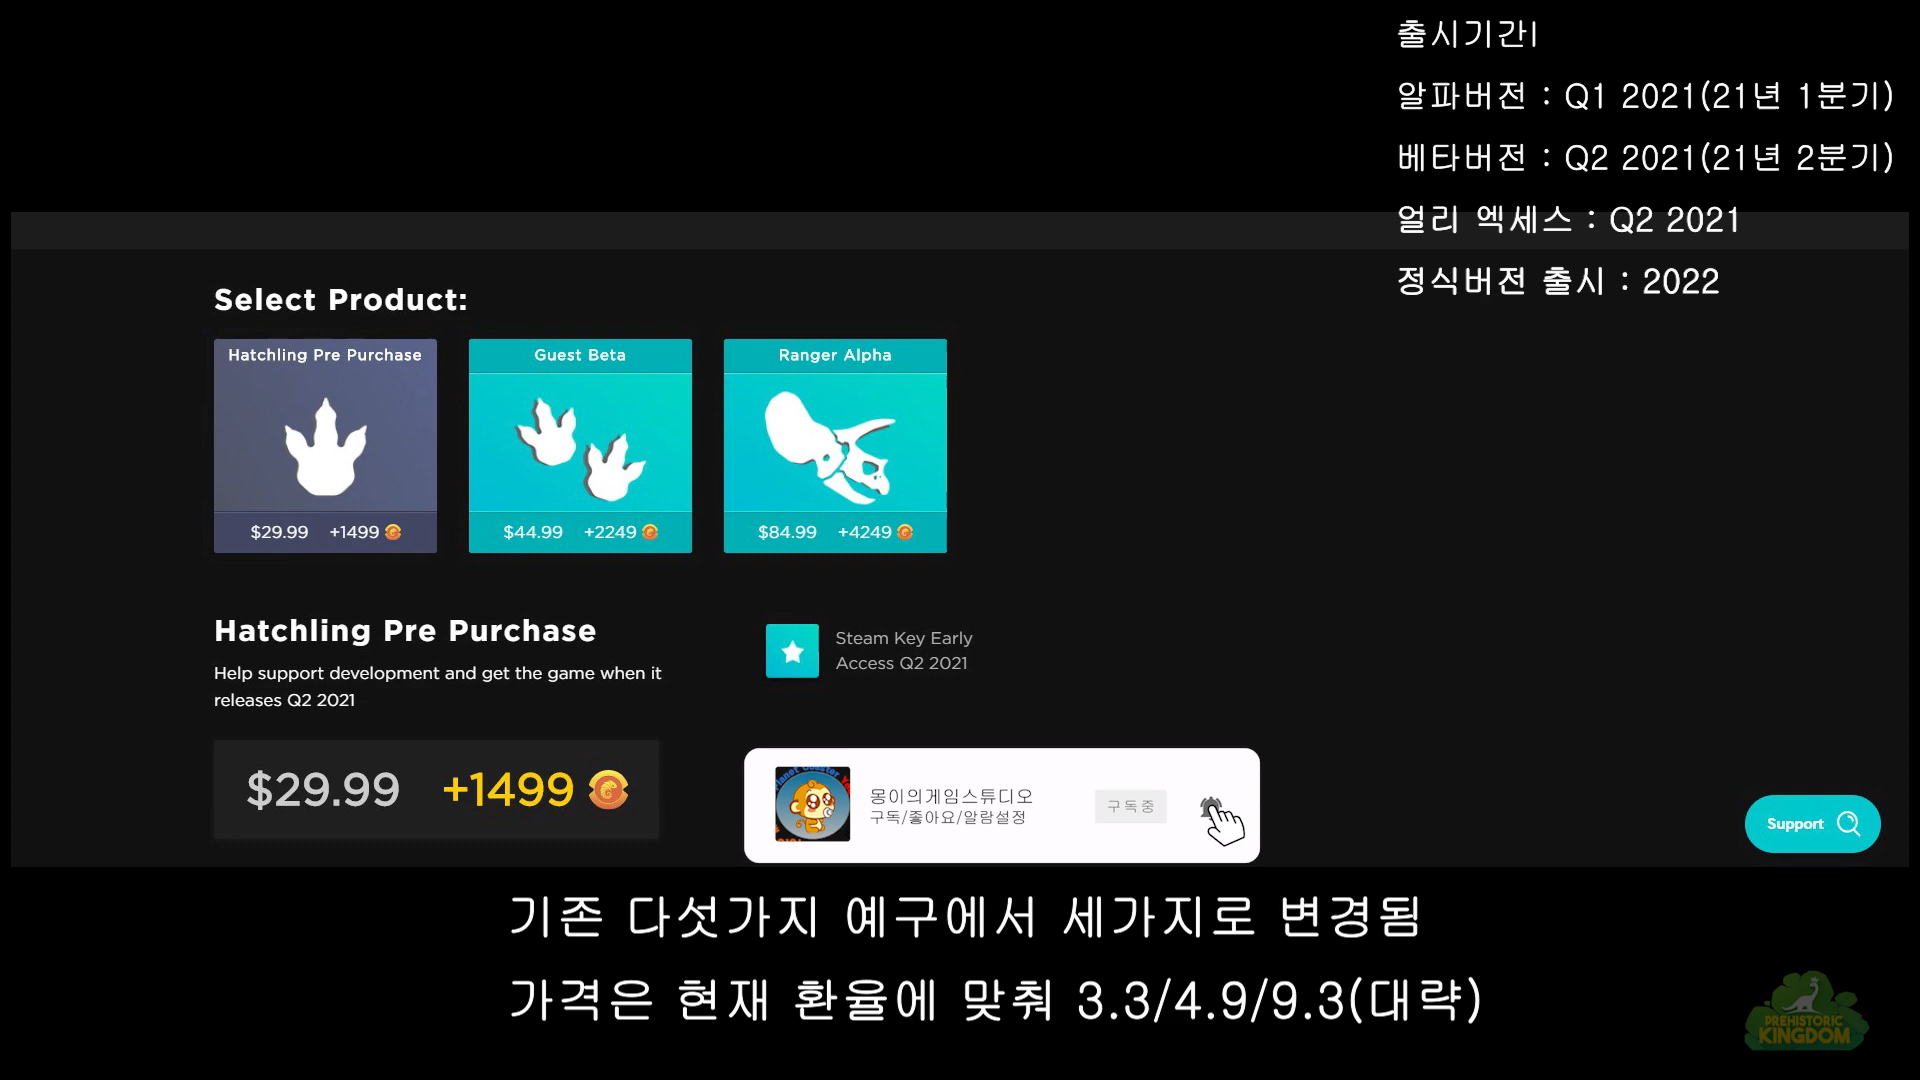 출시기간
알파버전 : Q1 2021(21년 1분기)
베타버전 : Q2 2021(21년 2분기)
얼리 엑세스 : Q2 2021
정식버전 출시 : 2022
Select Product:
Hatchling Pre Purchase
$29.99 +1499
Guest Beta
$44.99 +2249
Ranger Alpha
$84.99 +4249
Hatchling Pre Purchase
Help support development and get the game when it
releases Q2 2021
Steam Key Early
Access Q2 2021
$29.99 +1499
몽이의게임스튜디오
구독/좋아요/알람설정
구독중
Support
기존 다섯가지 예구에서 세가지로 변경됨
가격은 현재 환율에 맞춰 3.3/4.9/9.3(대략)
PREHISTORIC
KINGDOM